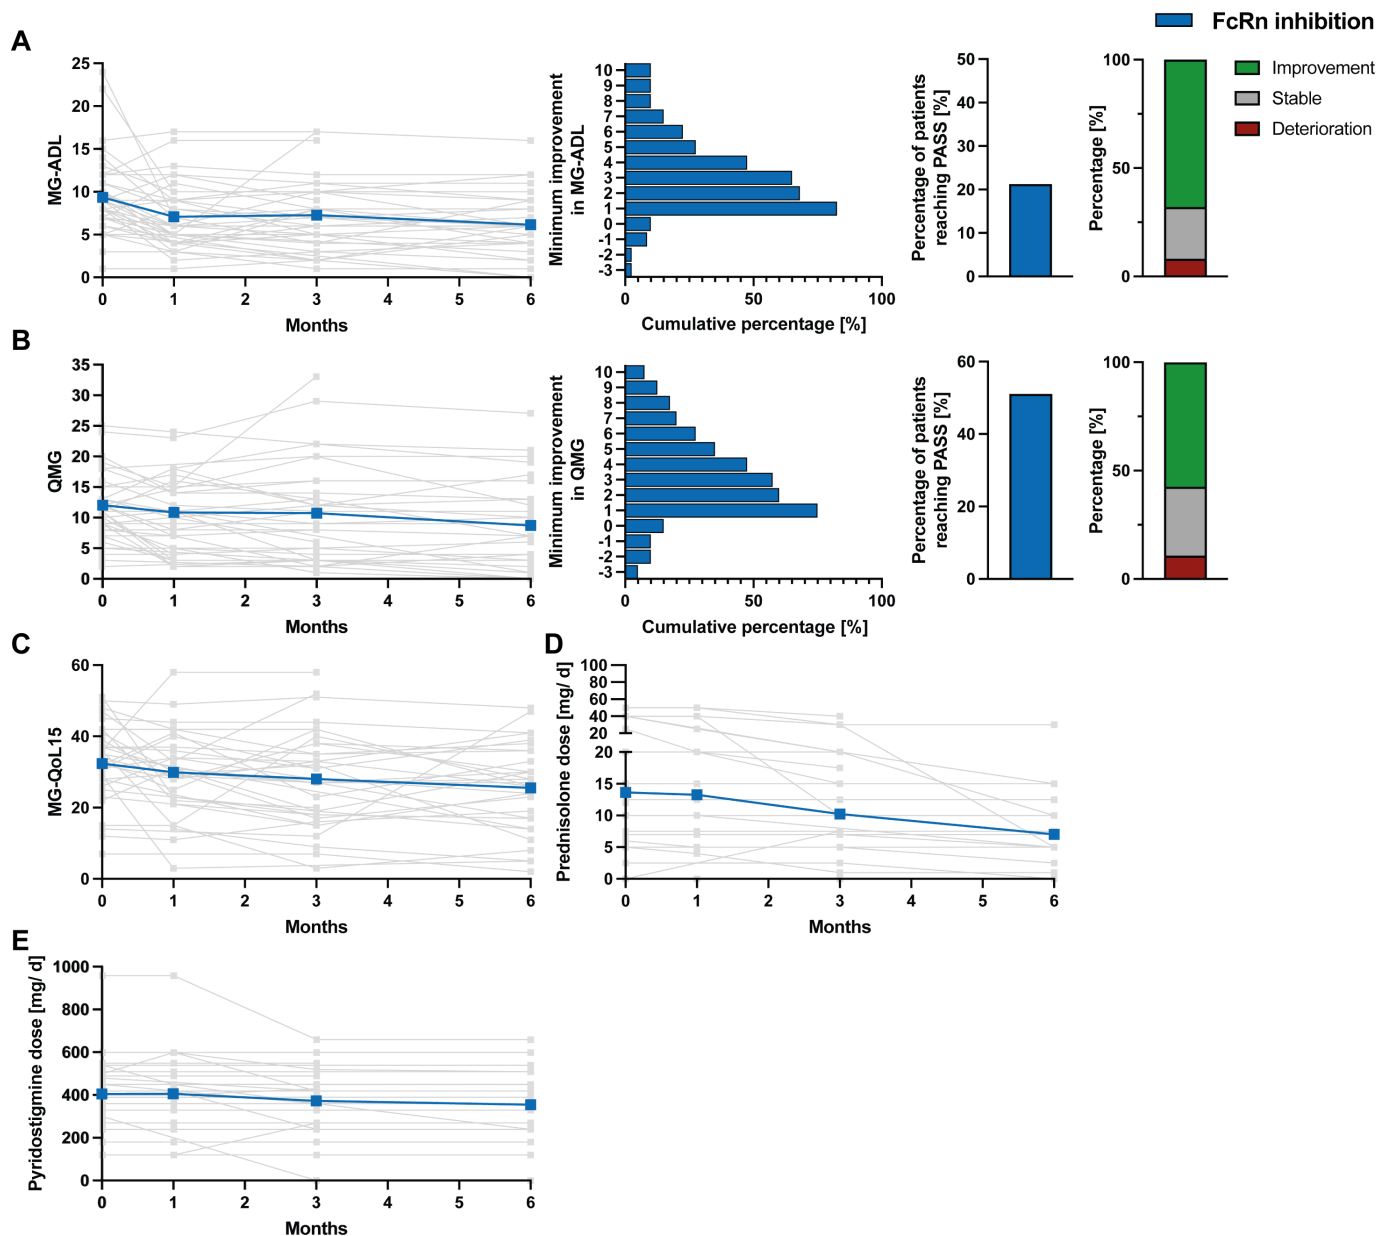 FcRn inhibition
A
Improvement
Stable
Deterioration
MG-ADL
25
20
15
10
5
0
0 1 2 3 4 5 6
Months
Minimum improvement
in MG-ADL
10
9
8
7
6
5
4
3
2
1
0
-1
-2
-3
0 50 100
Cumulative percentage [%]
Percentage of patients
reaching PASS [%]
50
40
30
20
10
0
Percentage [%]
100
50
0
B
QMG
35
30
25
20
15
10
5
0
0 1 2 3 4 5 6
Months
Minimum improvement
in QMG
10
9
8
7
6
5
4
3
2
1
0
-1
-2
-3
0 50 100
Cumulative percentage [%]
Percentage of patients
reaching PASS [%]
60
40
20
0
Percentage [%]
100
50
0
C
MG-QoL15
60
40
20
0
0 1 2 3 4 5 6
Months
D
Prednisolone dose [mg/ d]
100
80
60
40
20
20
15
10
5
0
0 1 2 3 4 5 6
Months
E
Pyridostigmine dose [mg/ d]
1000
800
600
400
200
0
0 1 2 3 4 5 6
Months